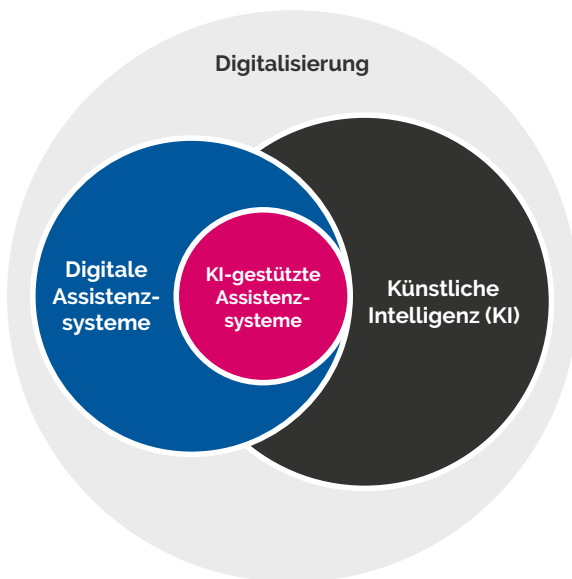 Digitalisierung
Digitale
Assistenz-
systeme
KI-gestützte
Assistenz-
systeme
Künstliche
Intelligenz (KI)